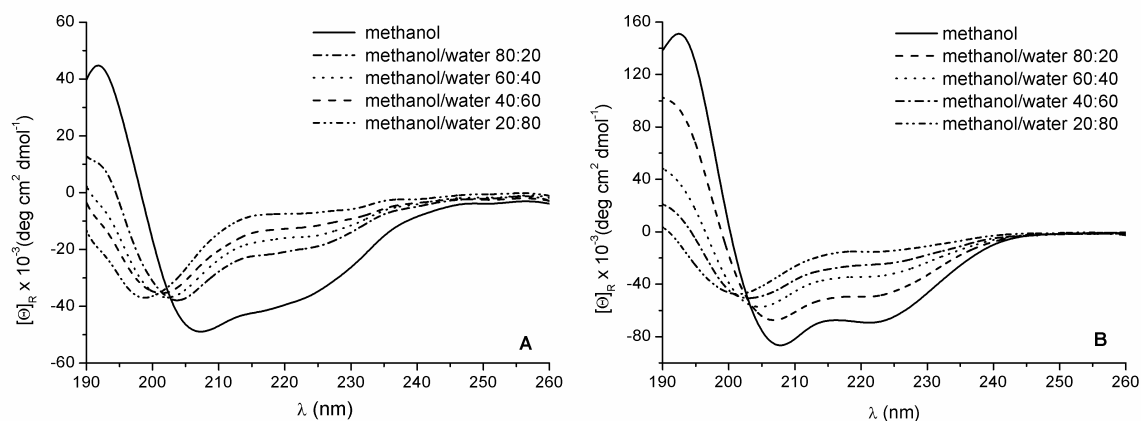 60
40
20
0
-20
-40
-60
[Θ]R x 10-3(deg cm2 dmol-1)
methanol
methanol/water 80:20
methanol/water 60:40
methanol/water 40:60
methanol/water 20:80
A
190 200 210 220 230 240 250 260
λ (nm)
160
120
80
40
0
-40
-80
[Θ]R x 10-3(deg cm2 dmol-1)
methanol
methanol/water 80:20
methanol/water 60:40
methanol/water 40:60
methanol/water 20:80
B
190 200 210 220 230 240 250 260
λ (nm)